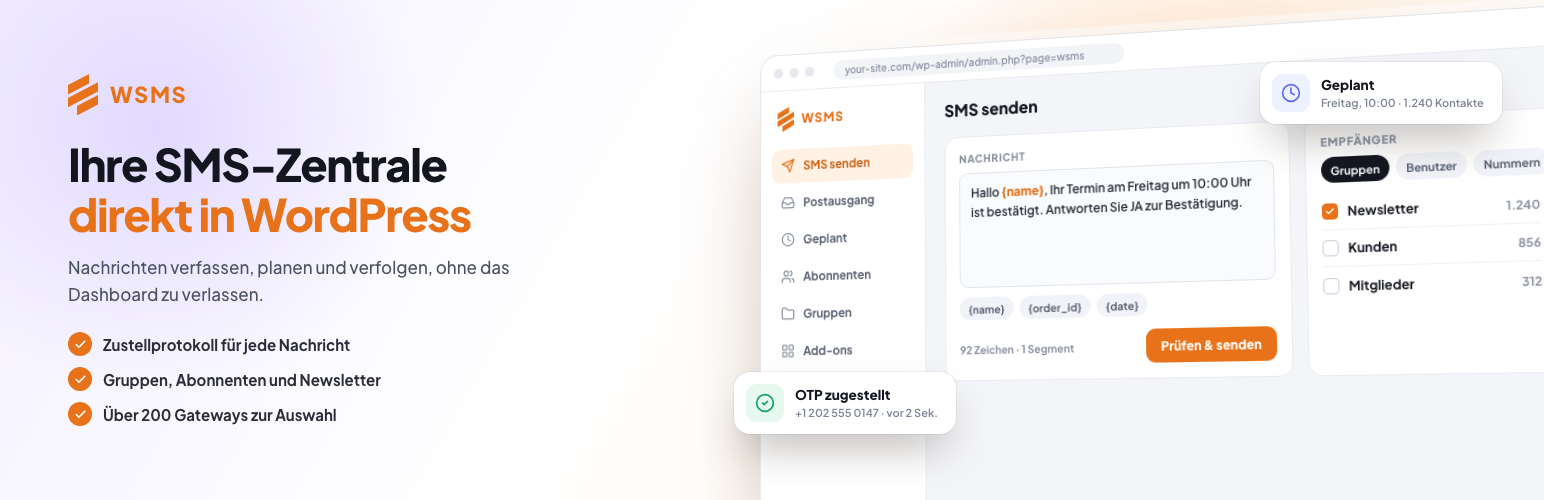 WSMS
Ihre SMS-Zentrale
direkt in WordPress
Nachrichten verfassen, planen und verfolgen, ohne das
Dashboard zu verlassen.
Zustellprotokoll für jede Nachricht
Gruppen, Abonnenten und Newsletter
Über 200 Gateways zur Auswahl
your-site.com/wp-admin/admin.php?page=wsms
WSMS
SMS senden
Postausgang
Geplant
Abonnenten
Gruppen
Add-ons
SMS senden
NACHRICHT
Hallo {name}, Ihr Termin am Freitag um 10:00 Uhr
ist bestätigt. Antworten Sie JA zur Bestätigung.
{name} {order_id} {date}
92 Zeichen · 1 Segment
Prüfen & senden
Geplant
Freitag, 10:00 · 1.240 Kontakte
EMPFÄNGER
Gruppen Benutzer Nummern
Newsletter 1.240
Kunden 856
Mitglieder 312
OTP zugestellt
+1 202 555 0147 · vor 2 Sek.